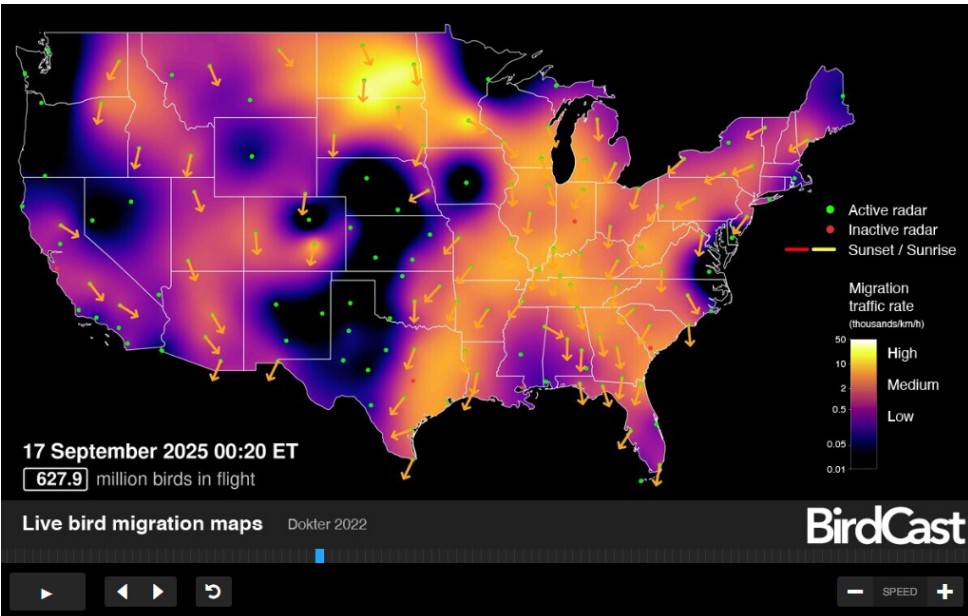 Active radar
Inactive radar
Sunset / Sunrise
Migration
traffic rate
(thousands/km/h)
50
High
10
Medium
2
0.5
Low
0.05
0.01
17 September 2025 00:20 ET
627.9 million birds in flight
Live bird migration maps Dokter 2022
BirdCast
SPEED